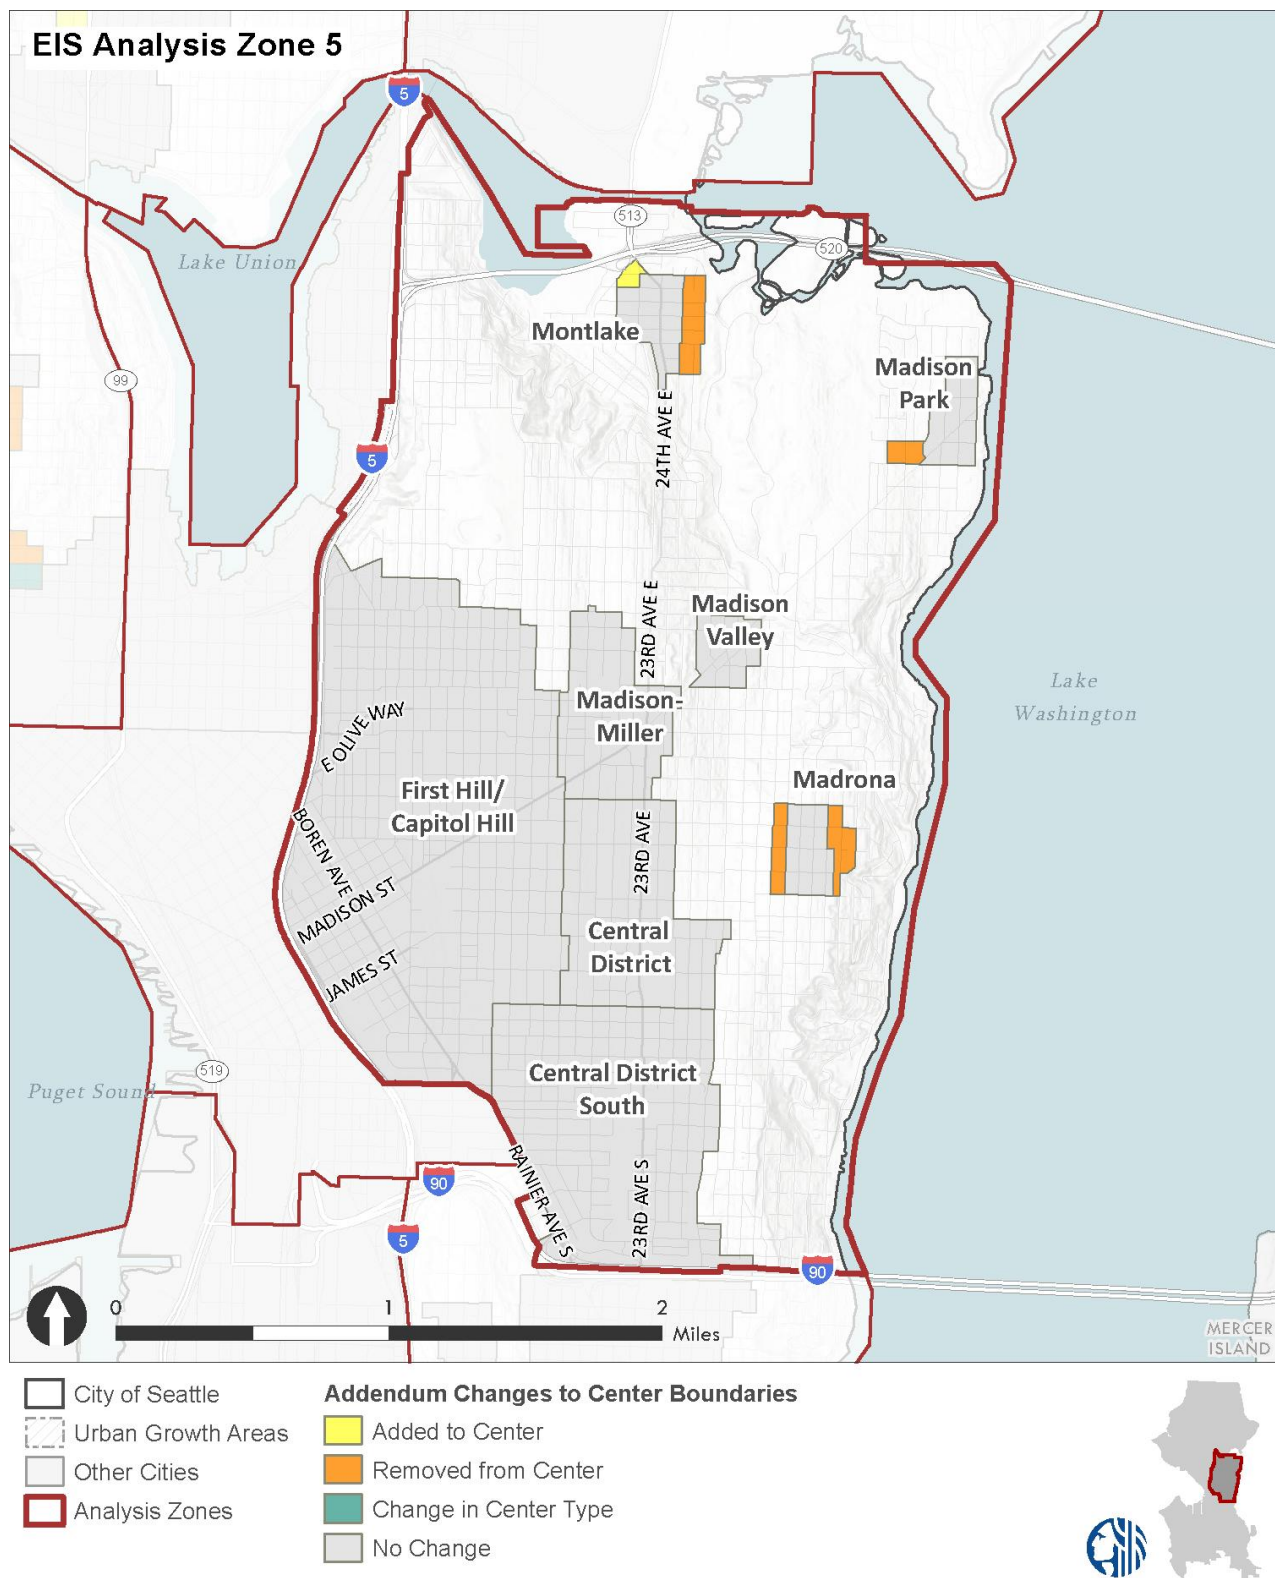 EIS Analysis Zone 5
5
513
520
Lake Union
Montlake
Madison
Park
99
24TH AVE E
5
23RD AVE E
Madison
Valley
Lake
Washington
Madison-
Miller
E OLIVE WAY
Madrona
First Hill/
Capitol Hill
BOREN AVE
23RD AVE
MADISON ST
Central
District
JAMES ST
519
Puget Sound
Central District
South
RAINIER AVE S
23RD AVE S
90
5
90
0
1
2
Miles
MERCER
ISLAND
City of Seattle
Urban Growth Areas
Other Cities
Analysis Zones
Addendum Changes to Center Boundaries
Added to Center
Removed from Center
Change in Center Type
No Change